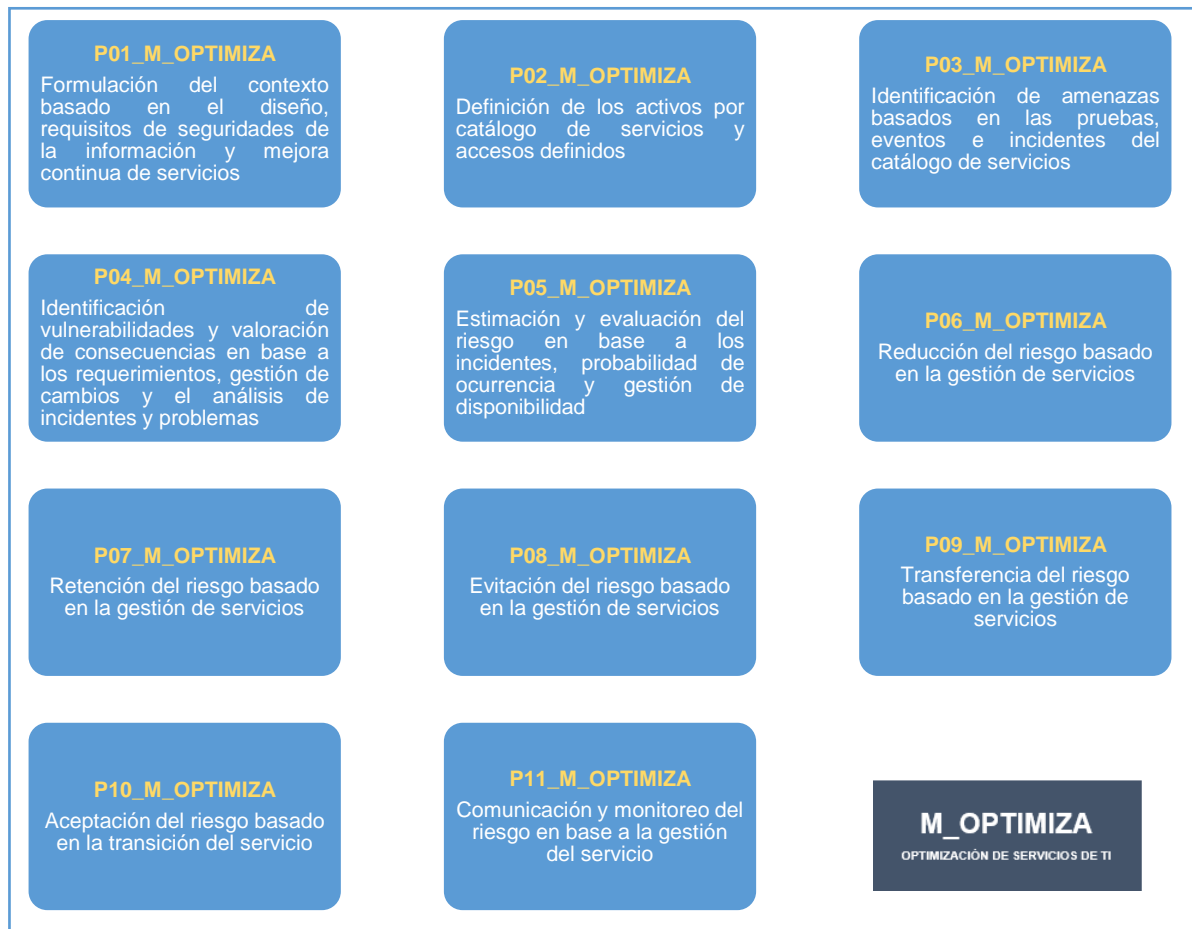 P01_M_OPTIMIZA
Formulación del contexto
basado en el diseño,
requisitos de seguridades de
la información y mejora
continua de servicios
P02_M_OPTIMIZA
Definición de los activos por
catálogo de servicios y
accesos definidos
P03_M_OPTIMIZA
Identificación de amenazas
basados en las pruebas,
eventos e incidentes del
catálogo de servicios
P04_M_OPTIMIZA
Identificación de
vulnerabilidades y valoración
de consecuencias en base a
los requerimientos, gestión de
cambios y el análisis de
incidentes y problemas
P05_M_OPTIMIZA
Estimación y evaluación del
riesgo en base a los
incidentes, probabilidad de
ocurrencia y gestión de
disponibilidad
P06_M_OPTIMIZA
Reducción del riesgo basado
en la gestión de servicios
P07_M_OPTIMIZA
Retención del riesgo basado
en la gestión de servicios
P08_M_OPTIMIZA
Evitación del riesgo basado
en la gestión de servicios
P09_M_OPTIMIZA
Transferencia del riesgo
basado en la gestión de
servicios
P10_M_OPTIMIZA
Aceptación del riesgo basado
en la transición del servicio
P11_M_OPTIMIZA
Comunicación y monitoreo del
riesgo en base a la gestión
del servicio
M_OPTIMIZA
OPTIMIZACIÓN DE SERVICIOS DE TI